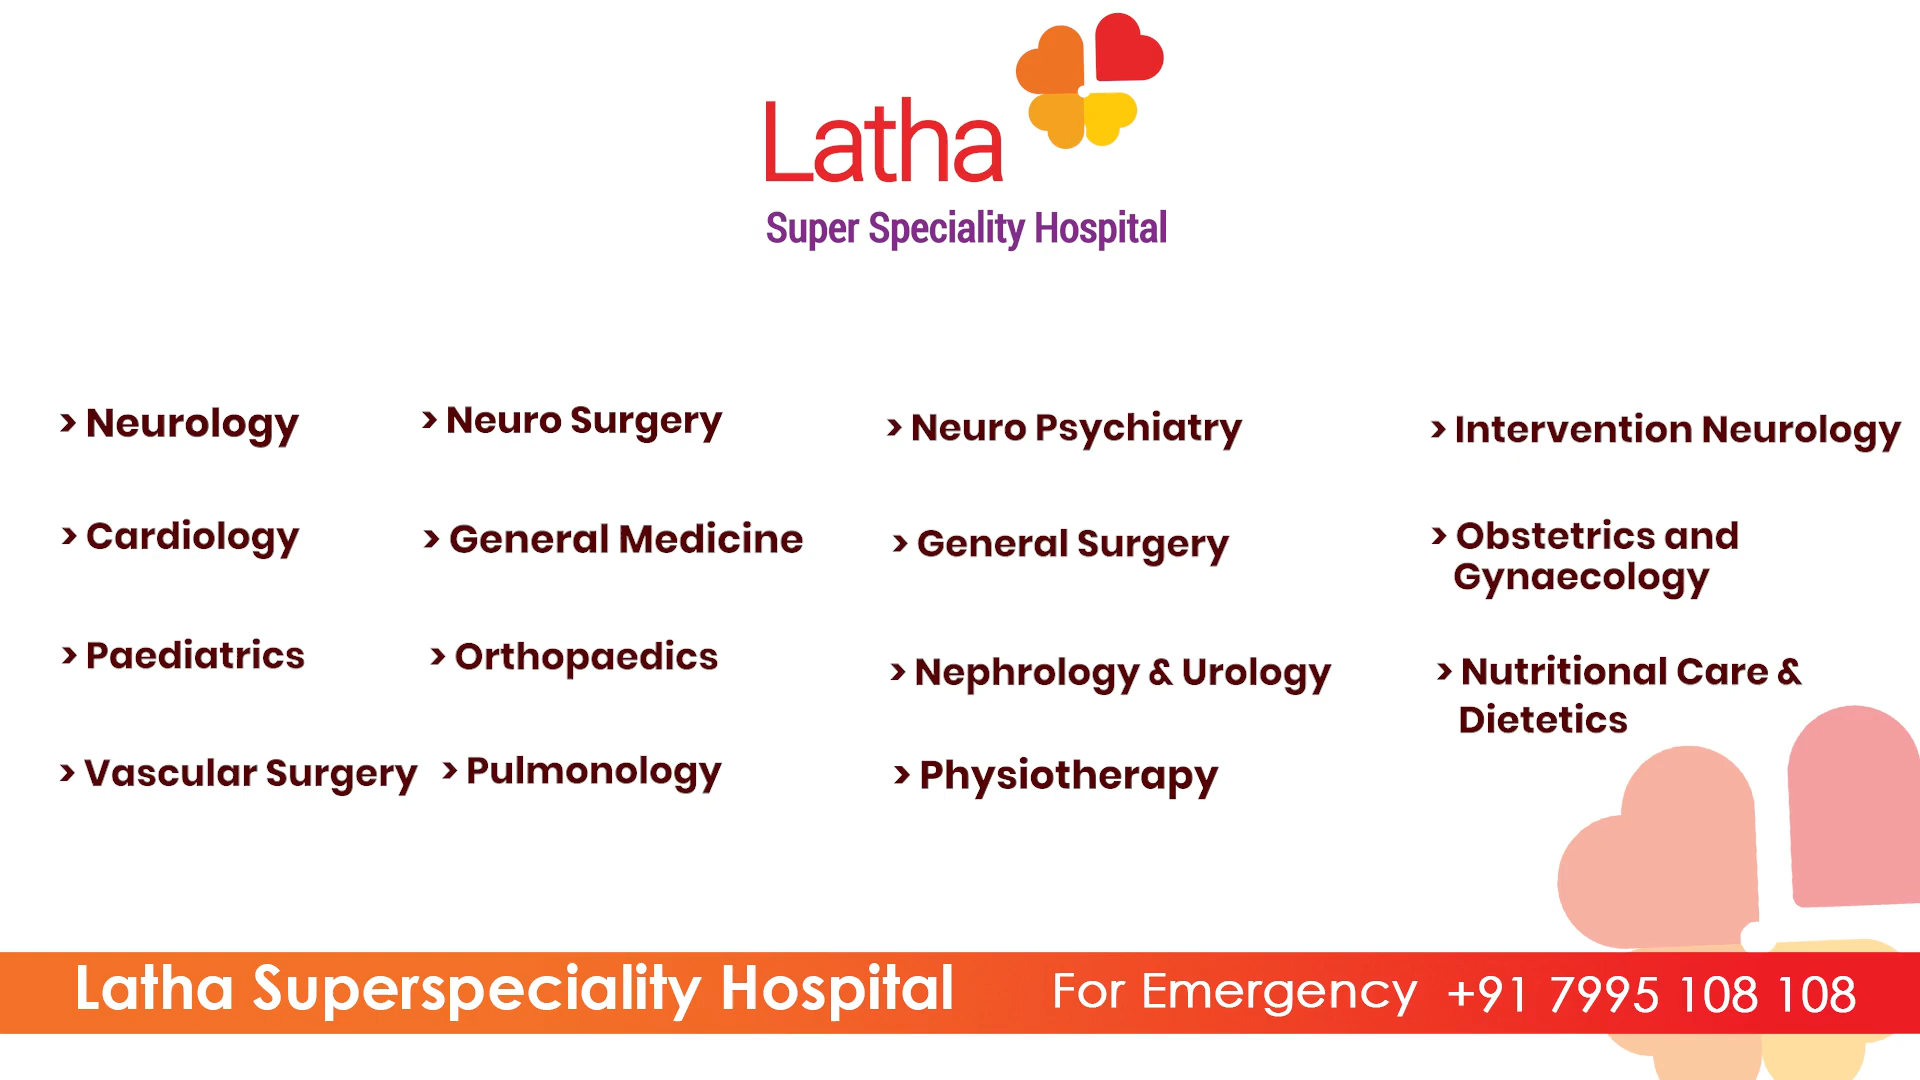 Latha
Super Speciality Hospital
> Neurology
> Neuro Surgery
> Neuro Psychiatry
> Intervention Neurology
> Cardiology
> General Medicine
> General Surgery
> Obstetrics and
Gynaecology
> Paediatrics
> Orthopaedics
> Nephrology & Urology
> Nutritional Care &
Dietetics
> Vascular Surgery
> Pulmonology
> Physiotherapy
Latha Superspeciality Hospital
For Emergency +91 7995 108 108